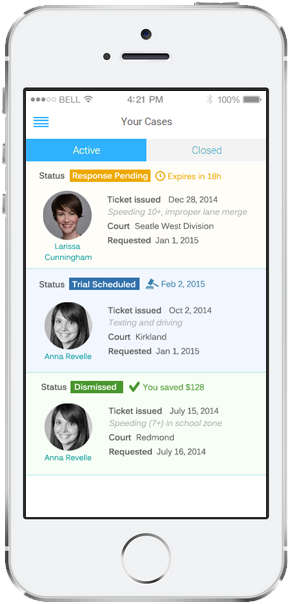 BELL 4:21 PM 100%
Your Cases
Active Closed
Status Response Pending Expires in 18h
Ticket issued Dec 28, 2014
Speeding 10+, improper lane merge
Court Seatle West Division
Requested Jan 1, 2015
Larissa
Cunningham
Status Trial Scheduled Feb 2, 2015
Ticket issued Oct 2, 2014
Texting and driving
Court Kirkland
Requested Jan 1, 2015
Anna Revelle
Status Dismissed You saved $128
Ticket issued July 15, 2014
Speeding (7+) in school zone
Court Redmond
Requested July 16, 2014
Anna Revelle